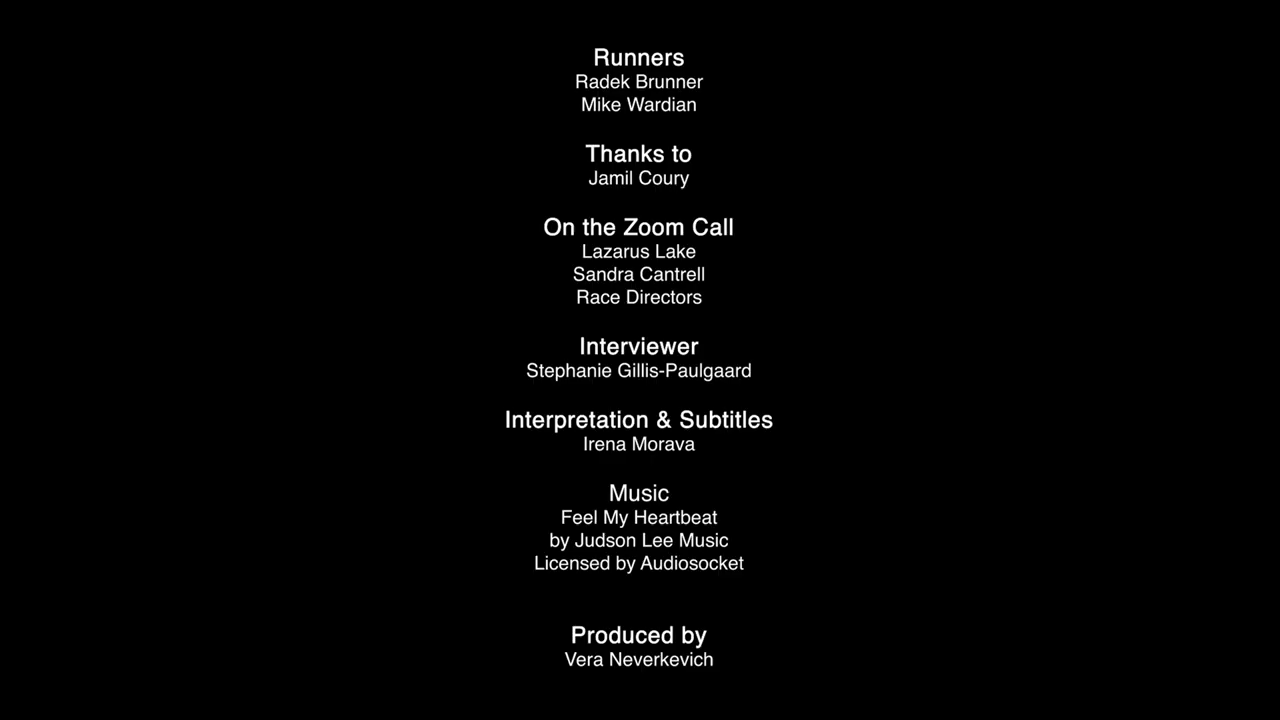 Runners
Radek Brunner
Mike Wardian
Thanks to
Jamil Coury
On the Zoom Call
Lazarus Lake
Sandra Cantrell
Race Directors
Interviewer
Stephanie Gillis-Paulgaard
Interpretation & Subtitles
Irena Morava
Music
Feel My Heartbeat
by Judson Lee Music
Licensed by Audiosocket
Produced by
Vera Neverkevich